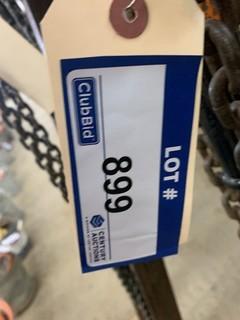 ClubBid
LOT #
899
CENTURY
AUCTIONS